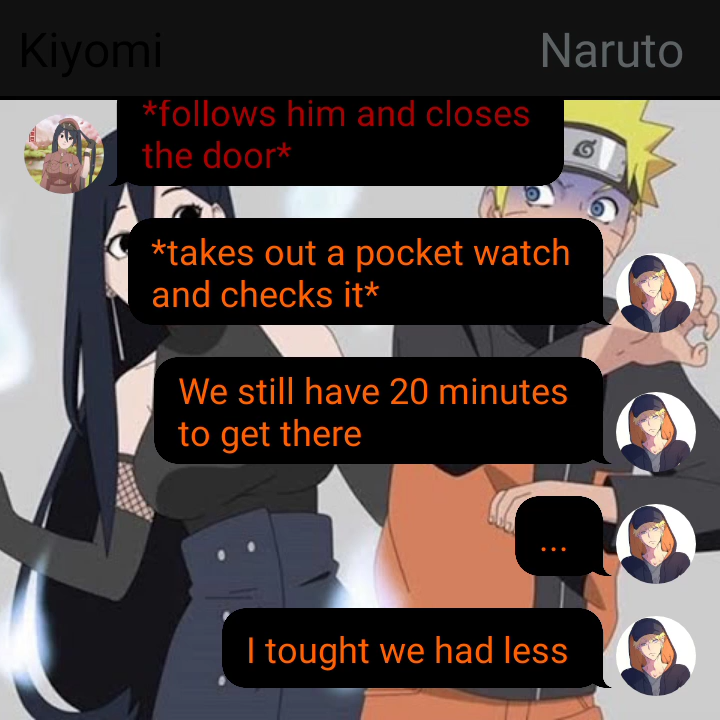 Kiyomi
Naruto
*follows him and closes
the door*
*takes out a pocket watch
and checks it*
We still have 20 minutes
to get there
...
I tought we had less